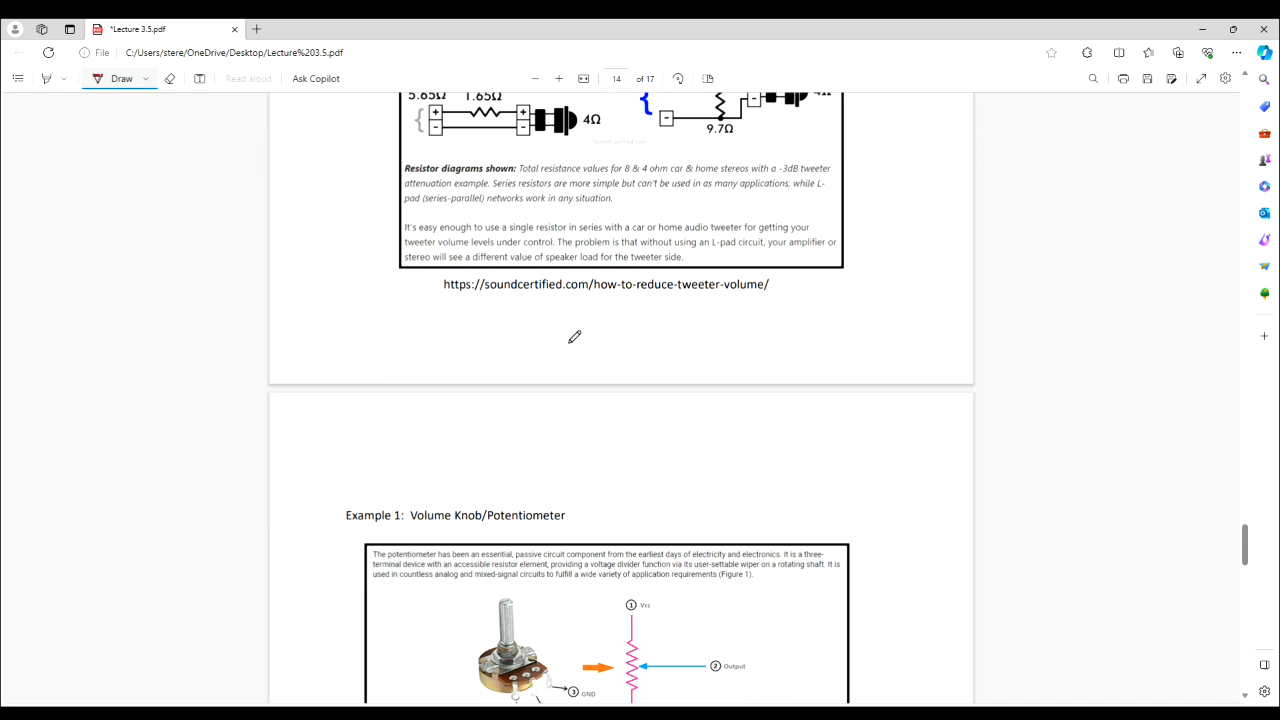 *Lecture 3.5.pdf
File
C:/Users/stere/OneDrive/Desktop/Lecture%203.5.pdf
Draw
Read aloud
Ask Copilot
14
of 17
5.65Ω
1.65Ω
4Ω
4Ω
9.7Ω
SoundCertified.com
Resistor diagrams shown: Total resistance values for 8 & 4 ohm car & home stereos with a -3dB tweeter
attenuation example. Series resistors are more simple but can't be used in as many applications, while L-
pad (series-parallel) networks work in any situation.
It's easy enough to use a single resistor in series with a car or home audio tweeter for getting your
tweeter volume levels under control. The problem is that without using an L-pad circuit, your amplifier or
stereo will see a different value of speaker load for the tweeter side.
https://soundcertified.com/how-to-reduce-tweeter-volume/
Example 1:  Volume Knob/Potentiometer
The potentiometer has been an essential, passive circuit component from the earliest days of electricity and electronics. It is a three-
terminal device with an accessible resistor element, providing a voltage divider function via its user-settable wiper on a rotating shaft. It is
used in countless analog and mixed-signal circuits to fulfill a wide variety of application requirements (Figure 1).
1 Vcc
2 Output
3 GND